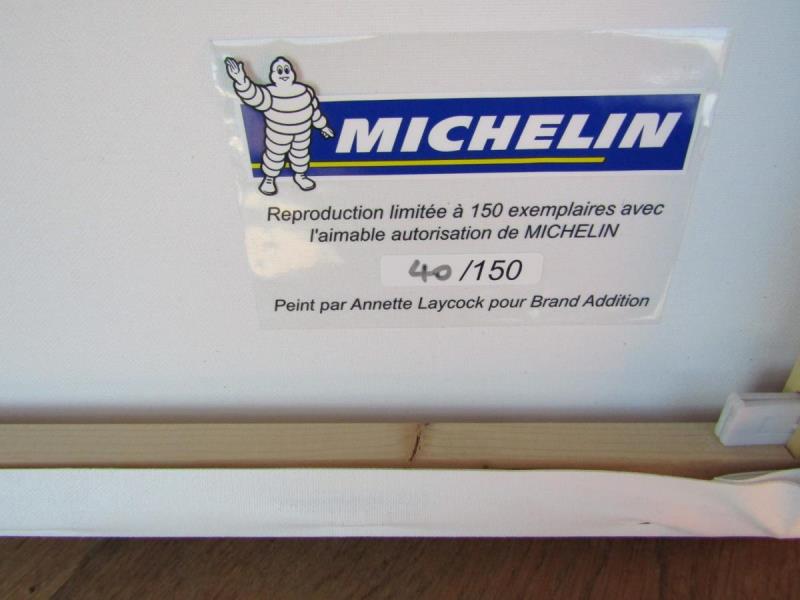 MICHELIN
Reproduction limitée à 150 exemplaires avec
l'aimable autorisation de MICHELIN
40/150
Peint par Annette Laycock pour Brand Addition